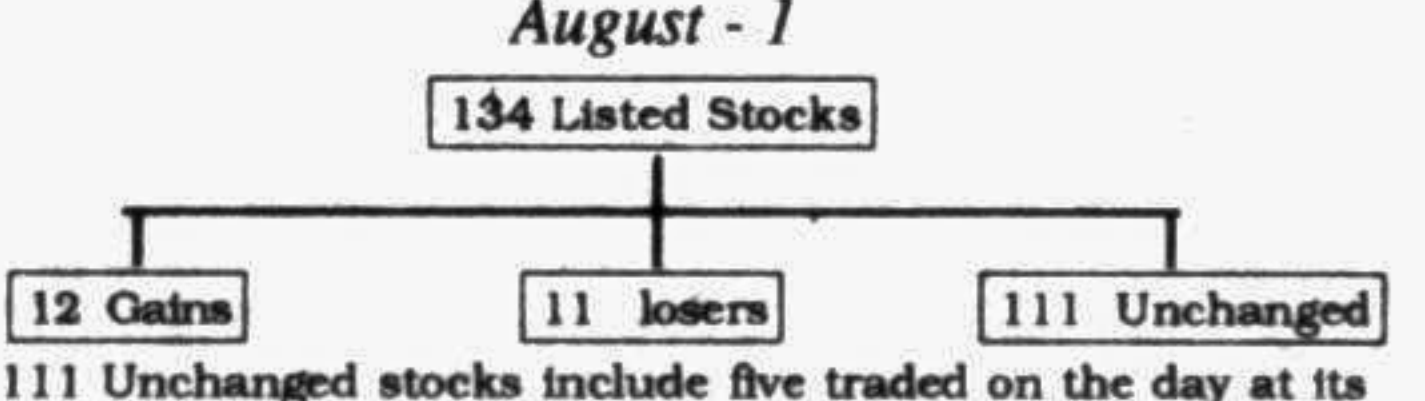 August - 1
134 Listed Stocks
12 Gains
11 losers
111 Unchanged
111 Unchanged stocks include five traded on the day at its